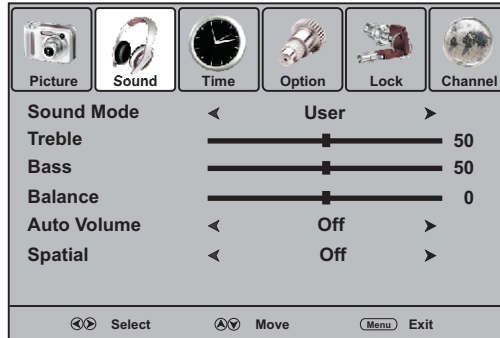 Picture Sound Time Option Lock Channel
Sound Mode User
Treble 50
Bass 50
Balance 0
Auto Volume Off
Spatial Off
Select Move Menu Exit